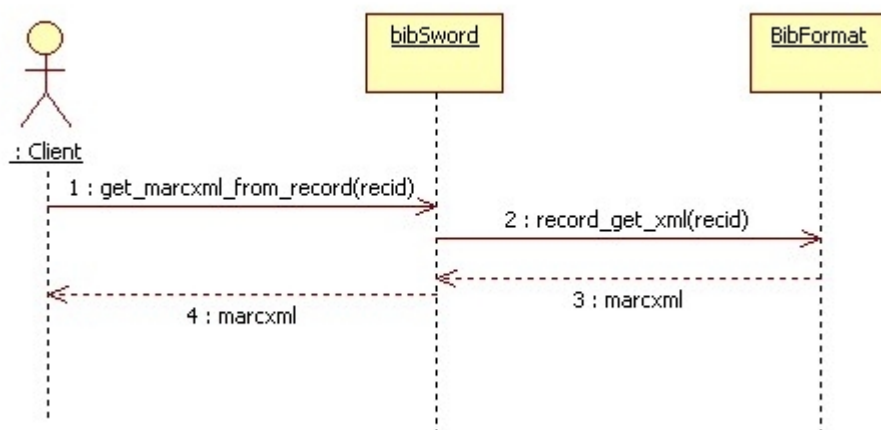 bibSword
BibFormat
: Client
1 : get_marcxml_from_record(recid)
2 : record_get_xml(recid)
3 : marcxml
4 : marcxml